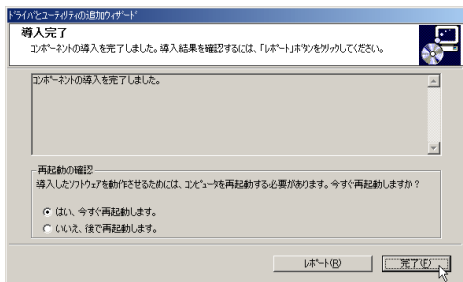 ﾄﾞﾗｲﾊﾞとﾕｰﾃｨﾘﾃｨの追加ｳｨｻﾞｰﾄﾞ
導入完了
ｺﾝﾎﾟｰﾈﾝﾄの導入を完了しました。導入結果を確認するには、「ﾚﾎﾟｰﾄ」ﾎﾞﾀﾝをｸﾘｯｸしてください。
ｺﾝﾎﾟｰﾈﾝﾄの導入を完了しました。
再起動の確認
導入したｿﾌﾄｳｪｱを動作させるためには、ｺﾝﾋﾟｭｰﾀを再起動する必要があります。今すぐ再起動しますか？
はい、今すぐ再起動します。
いいえ、後で再起動します。
ﾚﾎﾟｰﾄ(R)
完了(F)